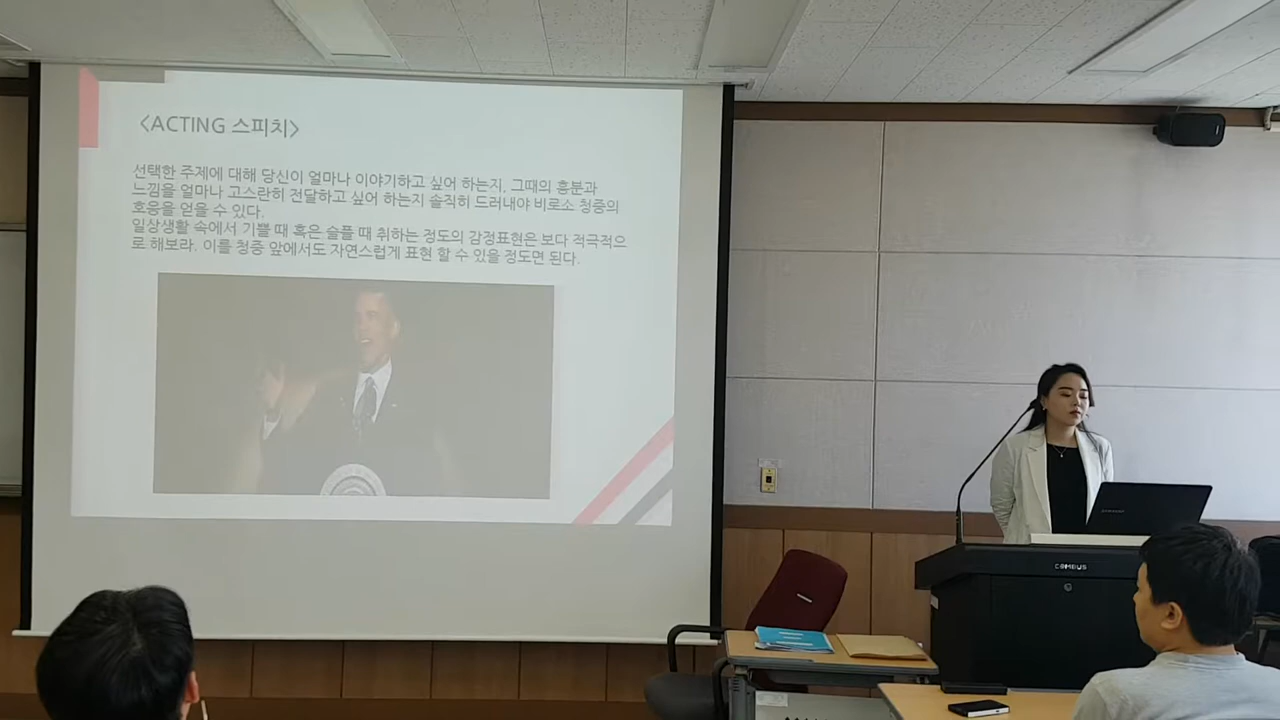 <ACTING 스피치>
선택한 주제에 대해 당신이 얼마나 이야기하고 싶어 하는지, 그때의 흥분과
느낌을 얼마나 고스란히 전달하고 싶어 하는지 솔직히 드러내야 비로소 청중의
호응을 얻을 수 있다.
일상생활 속에서 기쁠 때 혹은 슬플 때 취하는 정도의 감정표현은 보다 적극적으
로 해보라. 이를 청중 앞에서도 자연스럽게 표현 할 수 있을 정도면 된다.
COMBUS